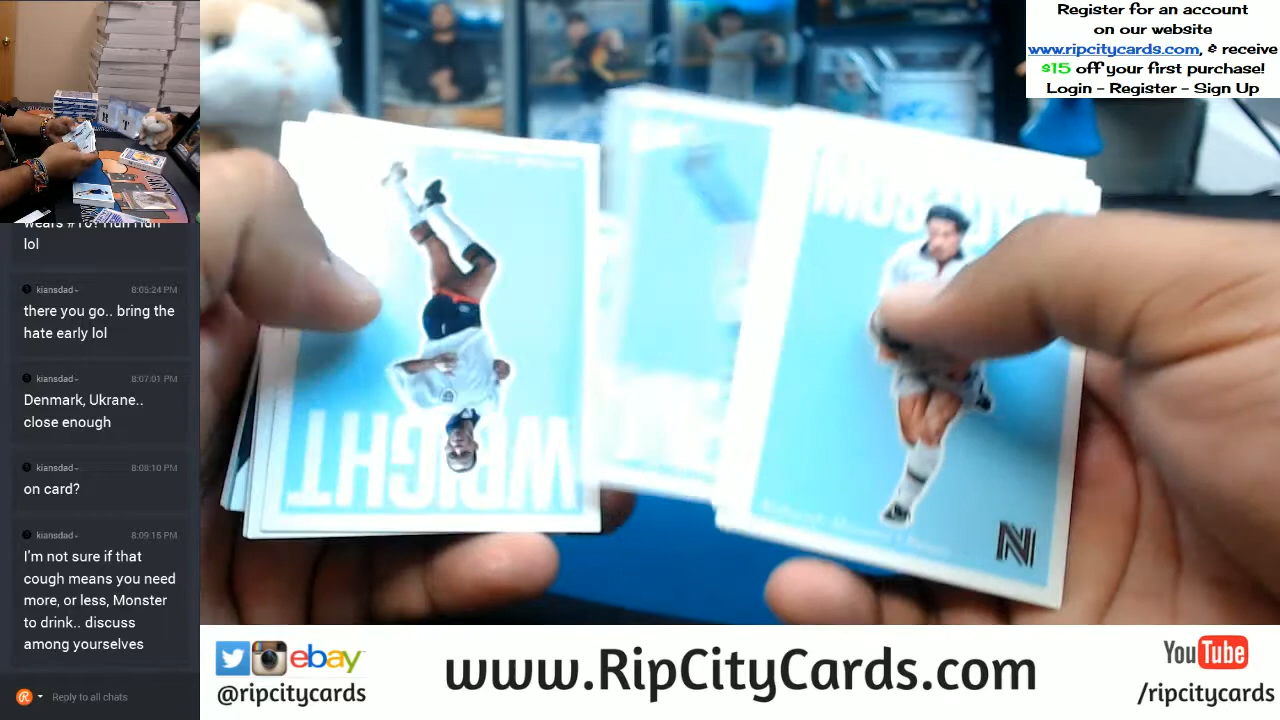 Register for an account
on our website
www.ripcitycards.com, & receive
$15 off your first purchase!
Login - Register - Sign Up
lol
kiansdad- 8:05:24 PM
there you go.. bring the
hate early lol
kiansdad- 8:07:01 PM
Denmark, Ukrane..
close enough
kiansdad- 8:08:10 PM
on card?
kiansdad- 8:09:15 PM
I'm not sure if that
cough means you need
more, or less, Monster
to drink.. discuss
among yourselves
Reply to all chats
WRIGHT
N
ebay
@ripcitycards
www.RipCityCards.com
YouTube
/ripcitycards